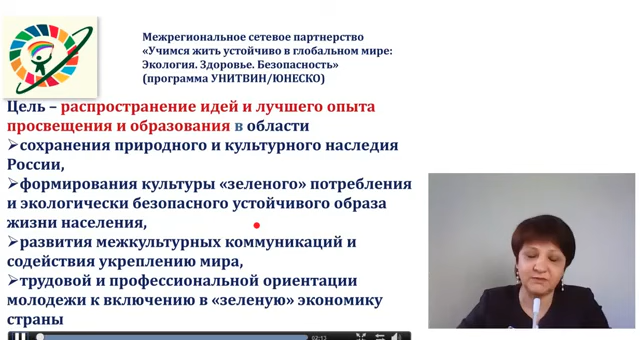 Межрегиональное сетевое партнерство
«Учимся жить устойчиво в глобальном мире:
Экология. Здоровье. Безопасность»
(программа УНИТВИН/ЮНЕСКО)
Цель – распространение идей и лучшего опыта
просвещения и образования в области
➢сохранения природного и культурного наследия
России,
➢формирования культуры «зеленого» потребления
и экологически безопасного устойчивого образа
жизни населения,
➢развития межкультурных коммуникаций и
содействия укреплению мира,
➢трудовой и профессиональной ориентации
молодежи к включению в «зеленую» экономику
страны
02:13